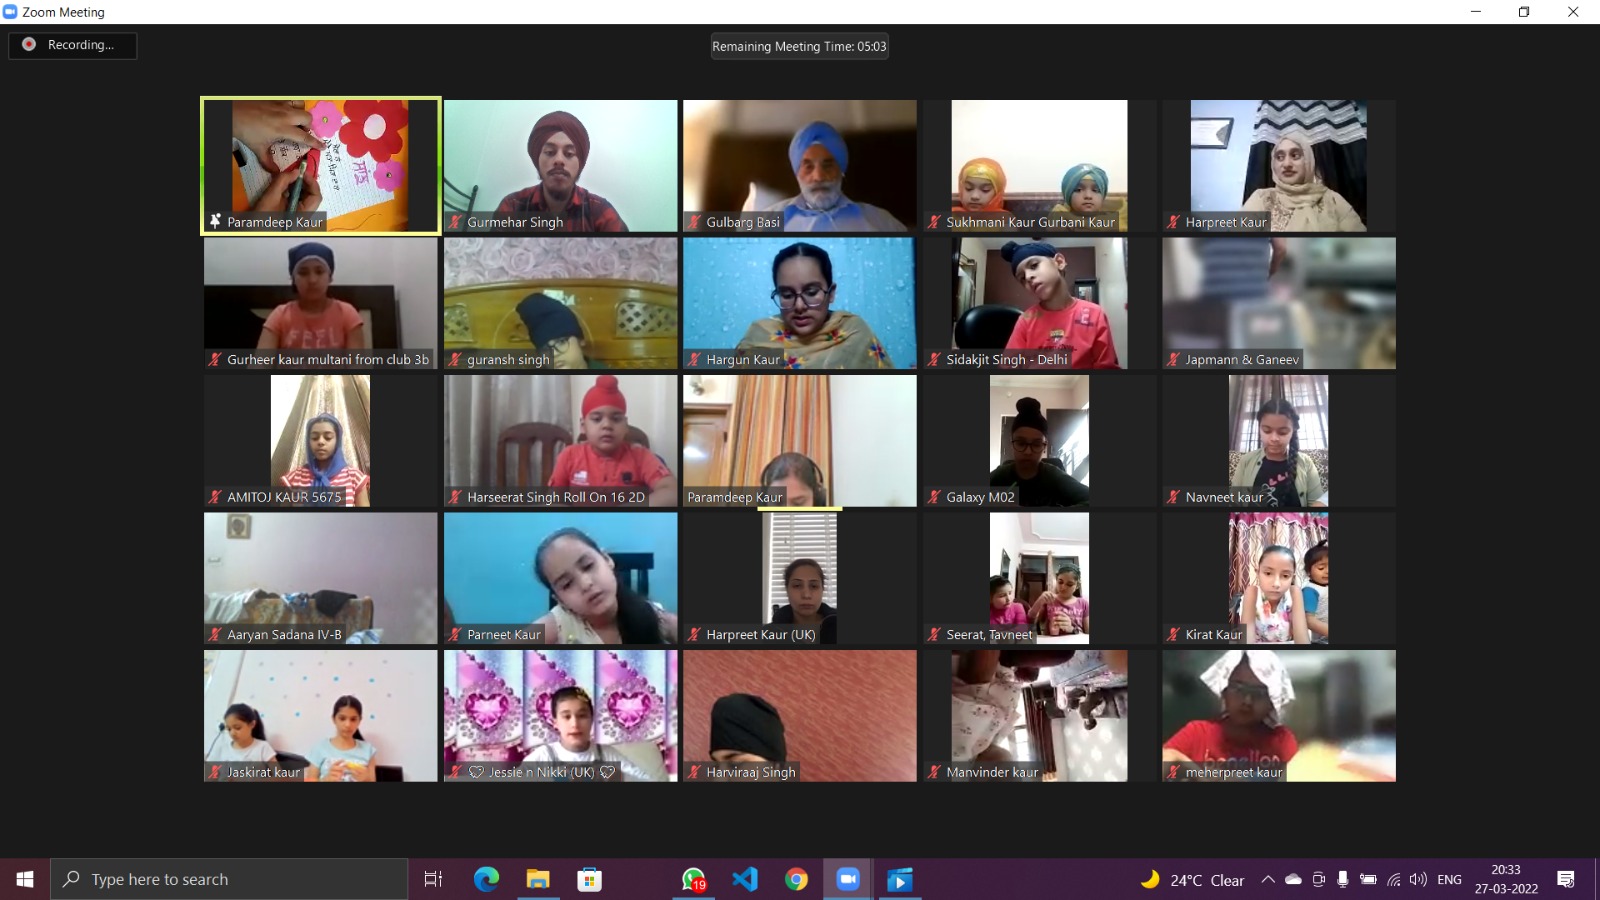 Zoom Meeting
Recording...
Remaining Meeting Time: 05:03
Paramdeep Kaur
Gurmehar Singh
Gulbarg Basi
Sukhmani Kaur Gurbani Kaur
Harpreet Kaur
Gurheer kaur multani from club 3b
guransh singh
Hargun Kaur
Sidakjit Singh - Delhi
Japmann & Ganeev
AMITOJ KAUR 5675
Harseerat Singh Roll On 16 2D
Paramdeep Kaur
Galaxy M02
Navneet kaur
Aaryan Sadana IV-B
Parneet Kaur
Harpreet Kaur (UK)
Seerat, Tavneet
Kirat Kaur
Jaskirat kaur
Jessie n Nikki (UK)
Harviraaj Singh
Manvinder kaur
meherpreet kaur
Type here to search
19
24°C Clear
ENG
20:33
27-03-2022